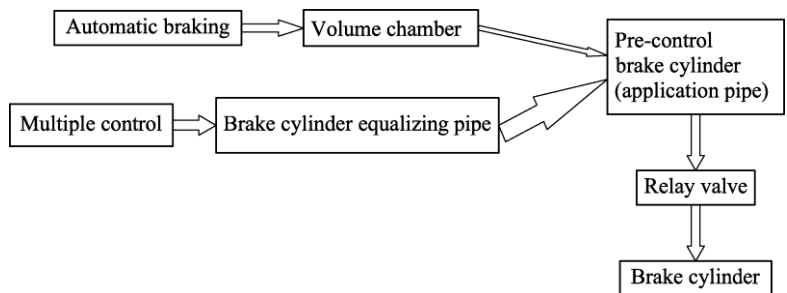 Automatic braking
Volume chamber
Pre-control
brake cylinder
(application pipe)
Multiple control
Brake cylinder equalizing pipe
Relay valve
Brake cylinder